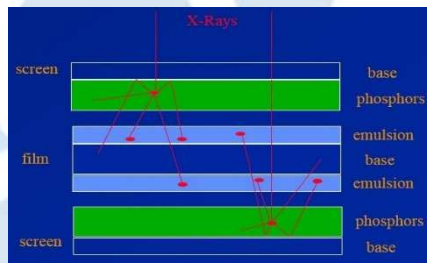 X-Rays
screen
base
phosphors
emulsion
film
base
emulsion
phosphors
screen
base